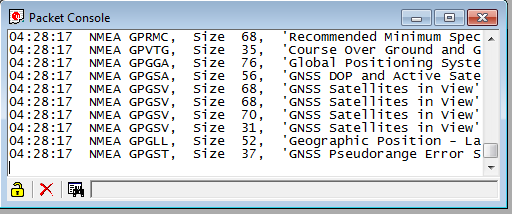 Packet Console
04:28:17 NMEA GPRMC, Size 68, 'Recommended Minimum Spec
04:28:17 NMEA GPVTG, Size 35, 'Course Over Ground and G
04:28:17 NMEA GPGGA, Size 76, 'Global Positioning Syste
04:28:17 NMEA GPGSA, Size 56, 'GNSS DOP and Active Sate
04:28:17 NMEA GPGSV, Size 68, 'GNSS Satellites in View'
04:28:17 NMEA GPGSV, Size 68, 'GNSS Satellites in View'
04:28:17 NMEA GPGSV, Size 70, 'GNSS Satellites in View'
04:28:17 NMEA GPGSV, Size 31, 'GNSS Satellites in View'
04:28:17 NMEA GPGLL, Size 52, 'Geographic Position - La
04:28:17 NMEA GPGST, Size 37, 'GNSS Pseudorange Error S